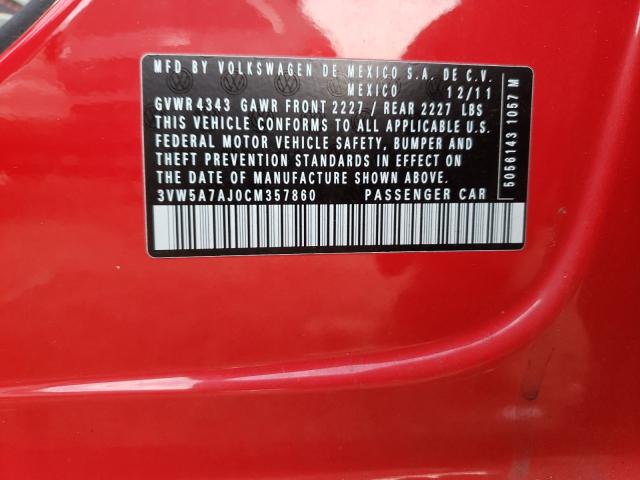 MFD BY VOLKSWAGEN DE MEXICO S.A. DE C.V.
MEXICO 12/11
GVWR 4343 GAWR FRONT 2227 / REAR 2227 LBS
THIS VEHICLE CONFORMS TO ALL APPLICABLE U.S.
FEDERAL MOTOR VEHICLE SAFETY, BUMPER AND
THEFT PREVENTION STANDARDS IN EFFECT ON
THE DATE OF MANUFACTURE SHOWN ABOVE.
3VW5A7AJ0CM357860 PASSENGER CAR
5056143 1057 M